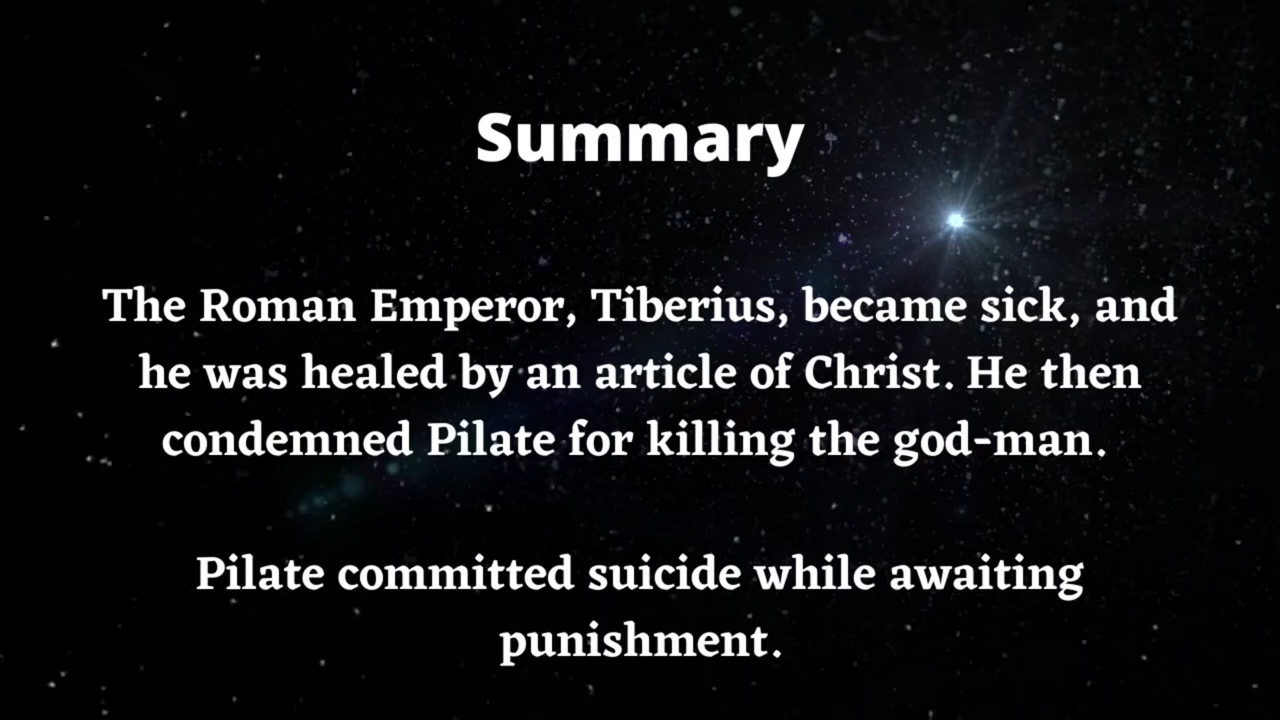 Summary
The Roman Emperor, Tiberius, became sick, and
he was healed by an article of Christ. He then
condemned Pilate for killing the god-man.
Pilate committed suicide while awaiting
punishment.